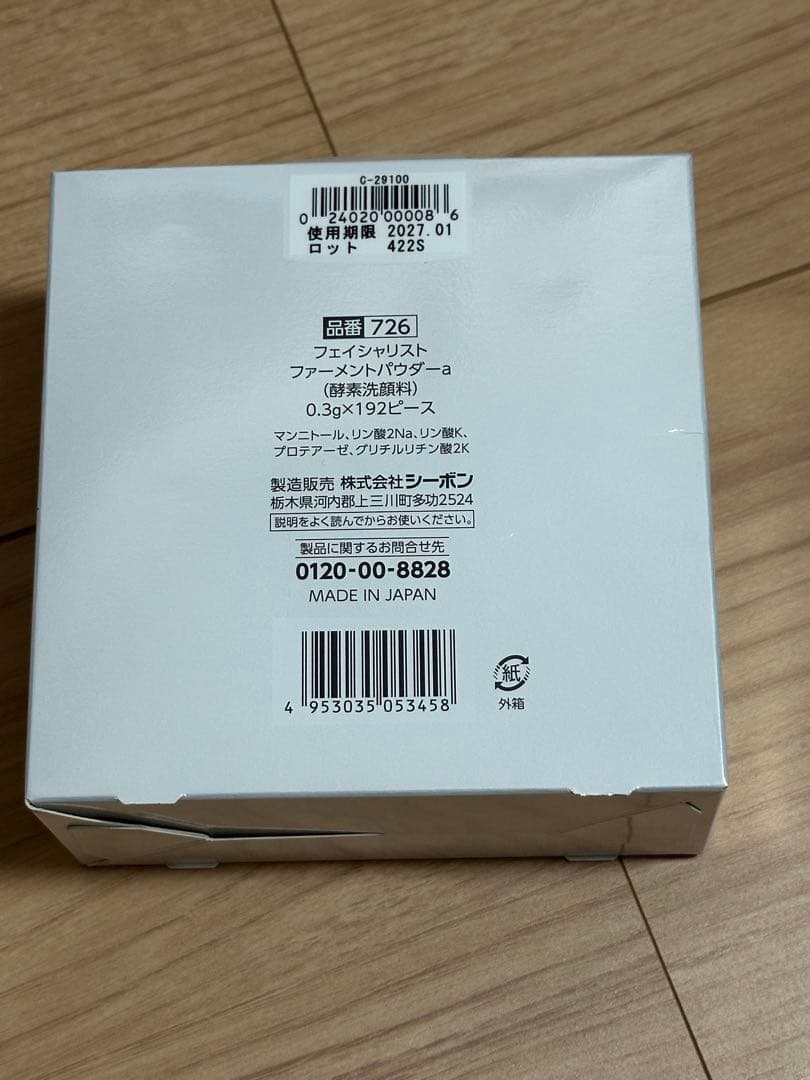 C-29100
0 24020 00008 6
使用期限 2027.01
ロット 422S
品番 726
フェイシャリスト
ファーメントパウダーa
(酵素洗顔料)
0.3g×192ピース
マンニトール、リン酸2Na、リン酸K、
プロテアーゼ、グリチルリチン酸2K
製造販売 株式会社シーボン
栃木県河内郡上三川町多功2524
説明をよく読んでからお使いください。
製品に関するお問合せ先
0120-00-8828
MADE IN JAPAN
4 953035 053458
紙
外箱